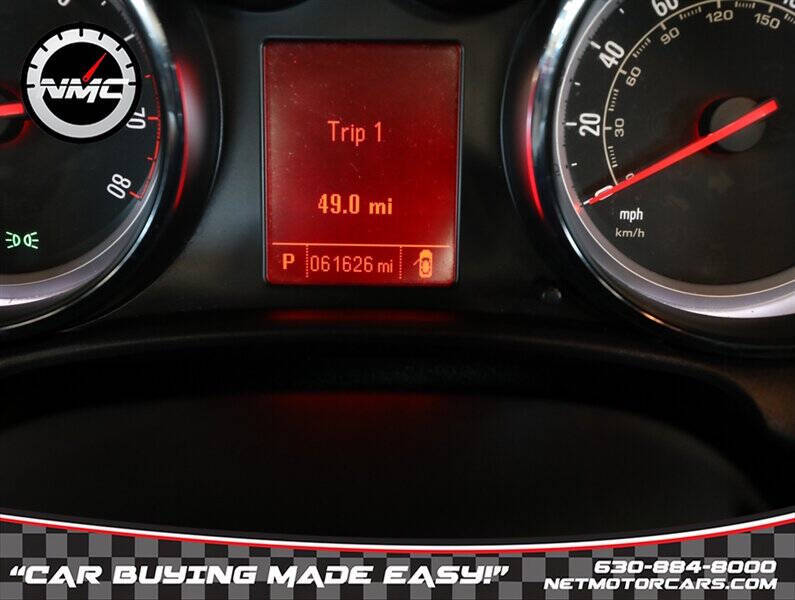 NMC
70
80
Trip 1
49.0 mi
P 061626 mi
0
20
40
60
30
60
90
120
150
mph
km/h
"CAR BUYING MADE EASY!"
630-884-8000
NETMOTORCARS.COM